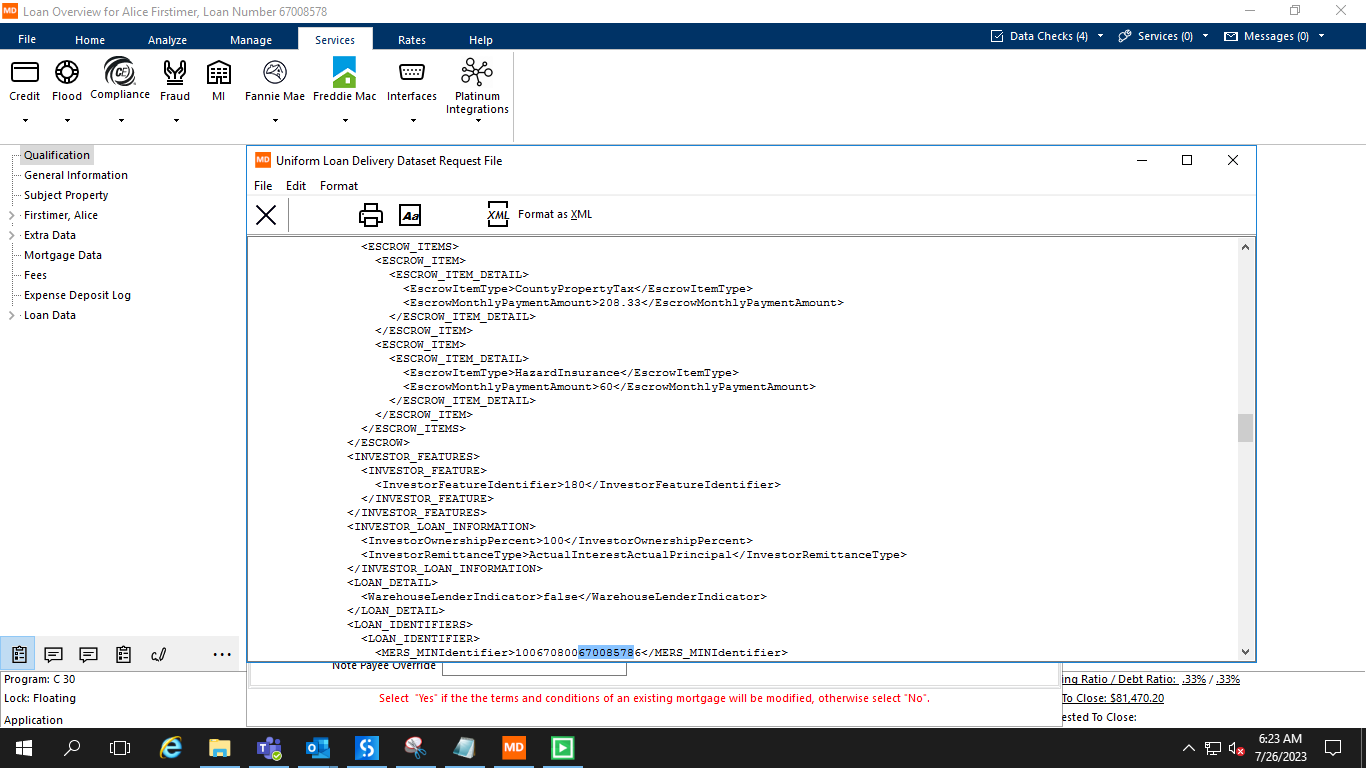 MD Loan Overview for Alice Firstimer, Loan Number 67008578
File Home Analyze Manage Services Rates Help Data Checks (4) Services (0) Messages (0)
Credit Flood Compliance Fraud MI Fannie Mae Freddie Mac Interfaces Platinum Integrations
Qualification
General Information
Subject Property
Firstimer, Alice
Extra Data
Mortgage Data
Fees
Expense Deposit Log
Loan Data
MD Uniform Loan Delivery Dataset Request File
File Edit Format
Aa XML Format as XML
<ESCROW_ITEMS>
<ESCROW_ITEM>
<ESCROW_ITEM_DETAIL>
<EscrowItemType>CountyPropertyTax</EscrowItemType>
<EscrowMonthlyPaymentAmount>208.33</EscrowMonthlyPaymentAmount>
</ESCROW_ITEM_DETAIL>
</ESCROW_ITEM>
<ESCROW_ITEM>
<ESCROW_ITEM_DETAIL>
<EscrowItemType>HazardInsurance</EscrowItemType>
<EscrowMonthlyPaymentAmount>60</EscrowMonthlyPaymentAmount>
</ESCROW_ITEM_DETAIL>
</ESCROW_ITEM>
</ESCROW_ITEMS>
</ESCROW>
<INVESTOR_FEATURES>
<INVESTOR_FEATURE>
<InvestorFeatureIdentifier>180</InvestorFeatureIdentifier>
</INVESTOR_FEATURE>
</INVESTOR_FEATURES>
<INVESTOR_LOAN_INFORMATION>
<InvestorOwnershipPercent>100</InvestorOwnershipPercent>
<InvestorRemittanceType>ActualInterestActualPrincipal</InvestorRemittanceType>
</INVESTOR_LOAN_INFORMATION>
<LOAN_DETAIL>
<WarehouseLenderIndicator>false</WarehouseLenderIndicator>
</LOAN_DETAIL>
<LOAN_IDENTIFIERS>
<LOAN_IDENTIFIER>
<MERS_MINIdentifier>100670800670085786</MERS_MINIdentifier>
Note Payee Override
Select "Yes" if the the terms and conditions of an existing mortgage will be modified, otherwise select "No".
Program: C 30
Lock: Floating
Application
ing Ratio / Debt Ratio: .33% / .33%
To Close: $81,470.20
ested To Close:
MD
6:23 AM
7/26/2023